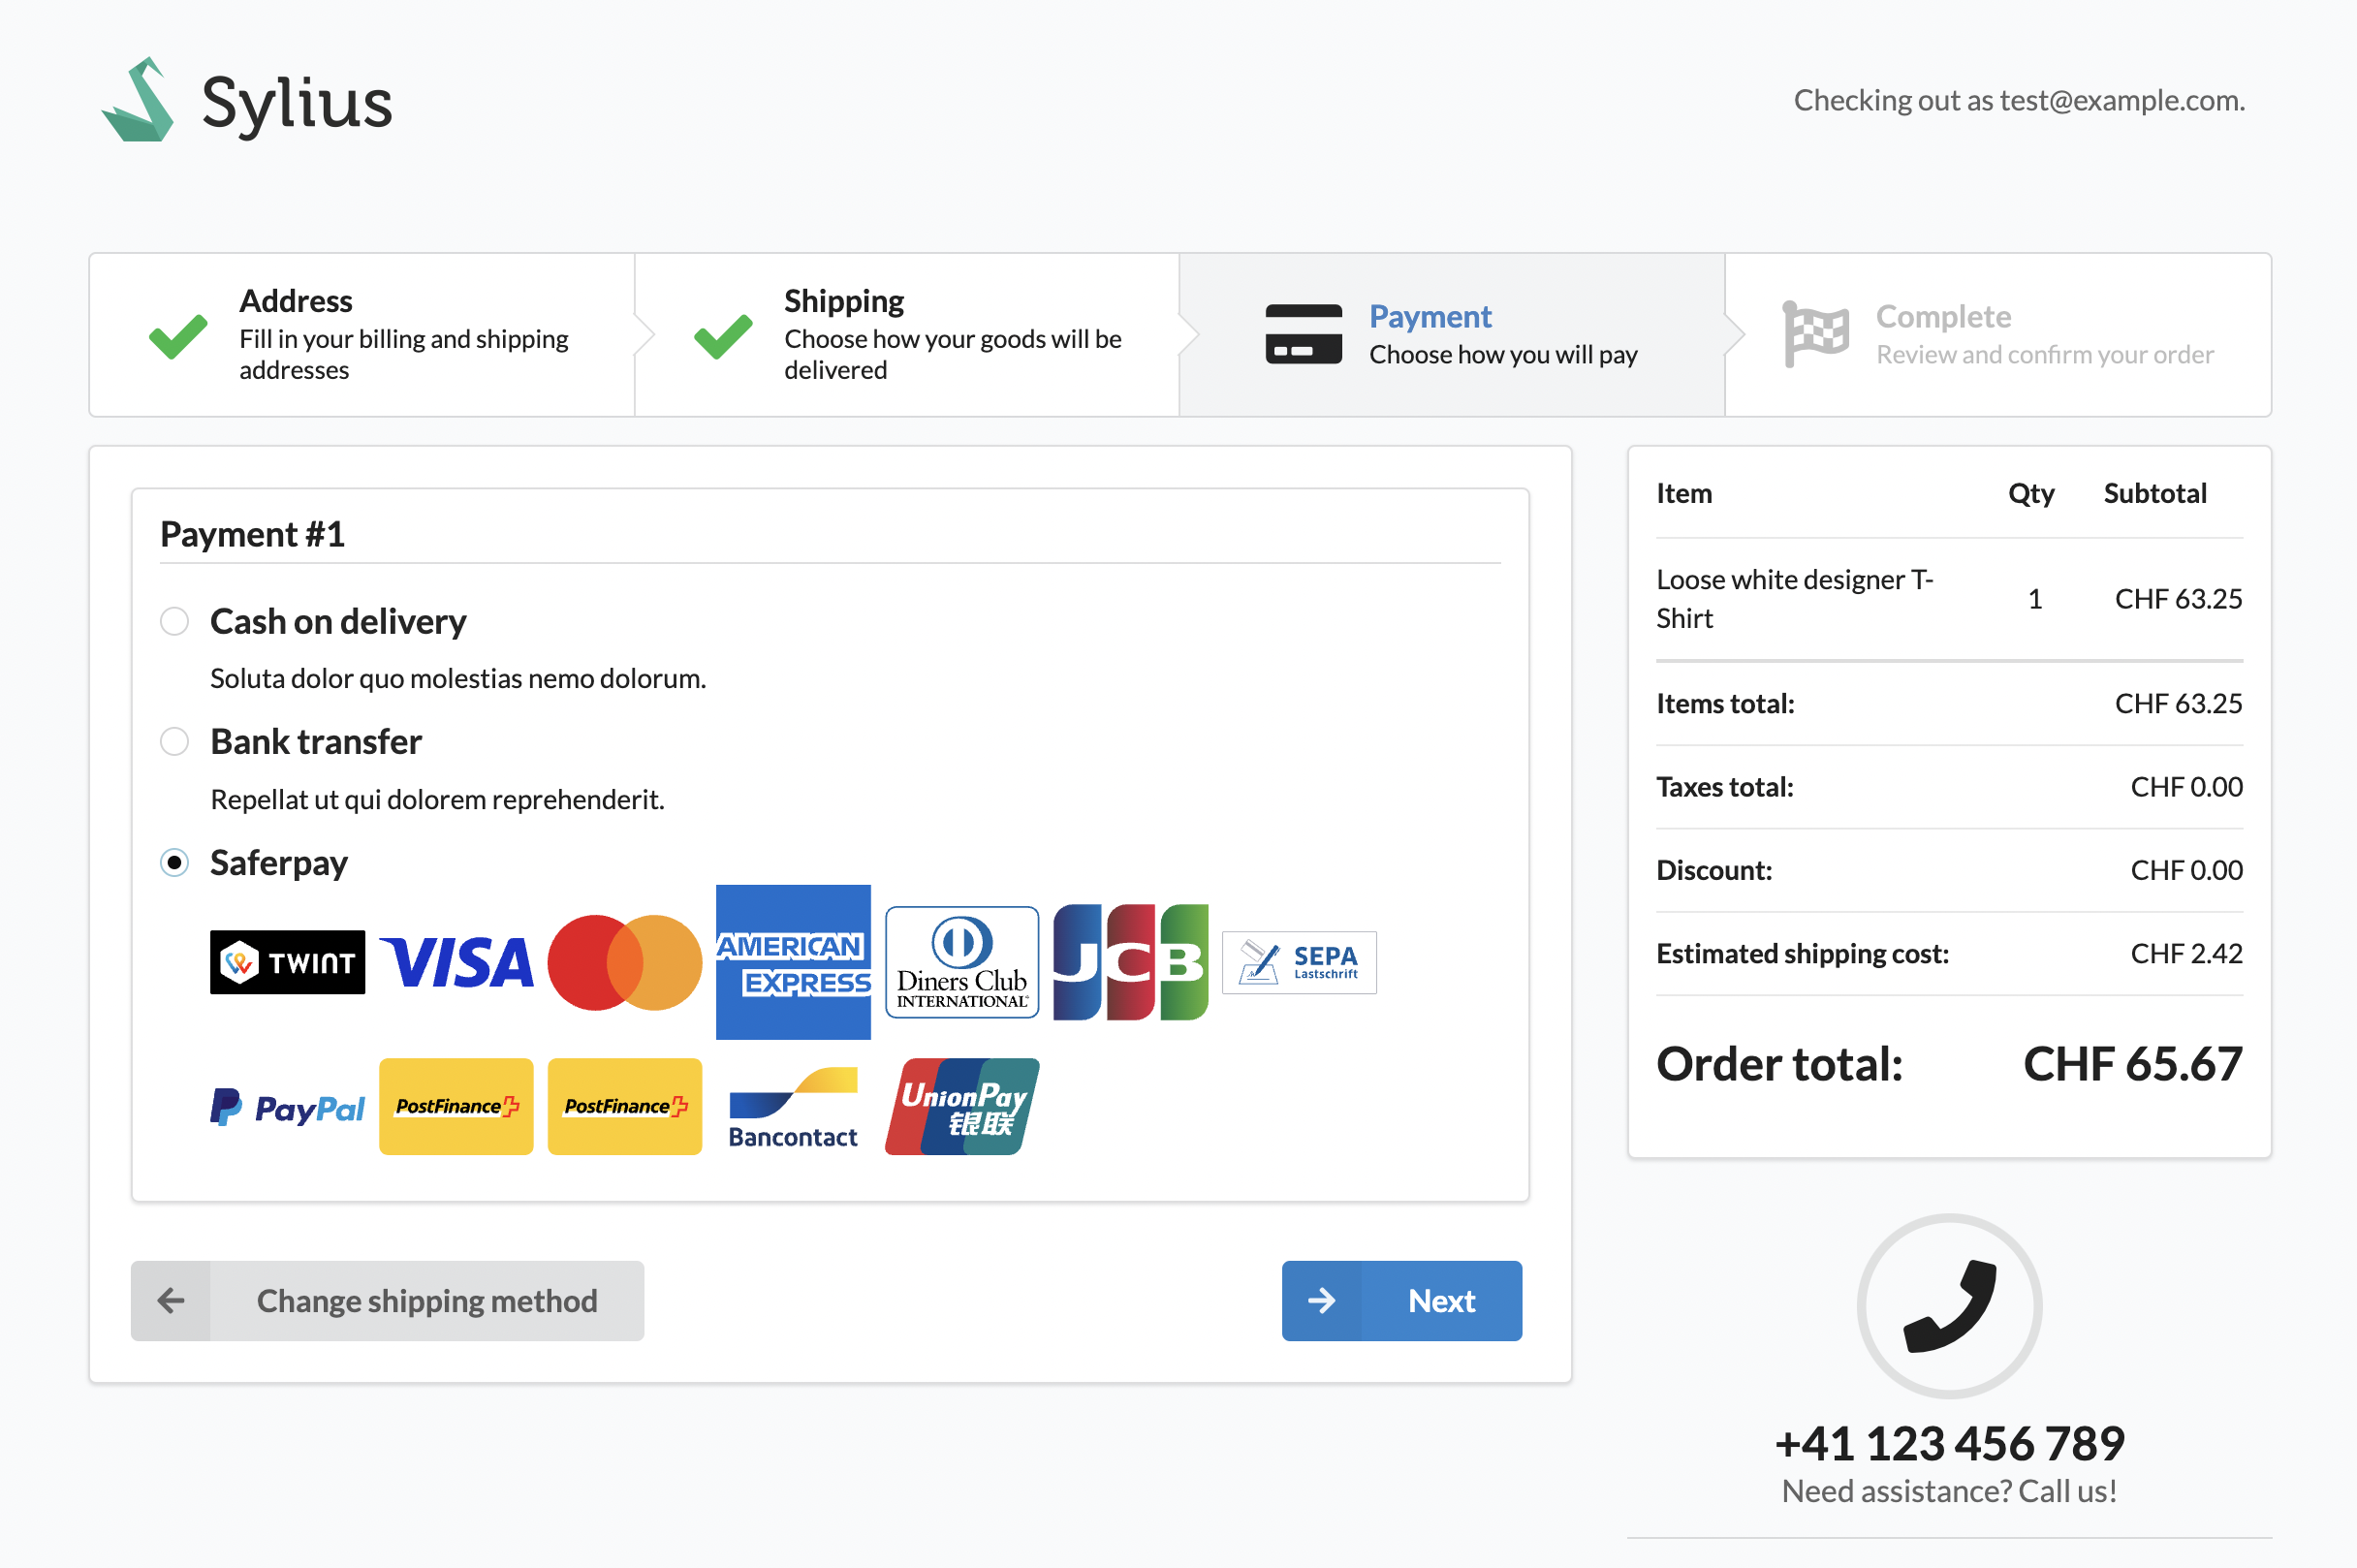 Sylius
Checking out as test@example.com.
Address
Fill in your billing and shipping
addresses
Shipping
Choose how your goods will be
delivered
Payment
Choose how you will pay
Complete
Review and confirm your order
Payment #1
Cash on delivery
Soluta dolor quo molestias nemo dolorum.
Bank transfer
Repellat ut qui dolorem reprehenderit.
Saferpay
TWINT
VISA
AMERICAN
EXPRESS
Diners Club
INTERNATIONAL®
JCB
SEPA
Lastschrift
PayPal
PostFinance
PostFinance
Bancontact
UnionPay
银联
Change shipping method
Next
Item Qty Subtotal
Loose white designer T-
Shirt
1 CHF 63.25
Items total: CHF 63.25
Taxes total: CHF 0.00
Discount: CHF 0.00
Estimated shipping cost: CHF 2.42
Order total: CHF 65.67
+41 123 456 789
Need assistance? Call us!